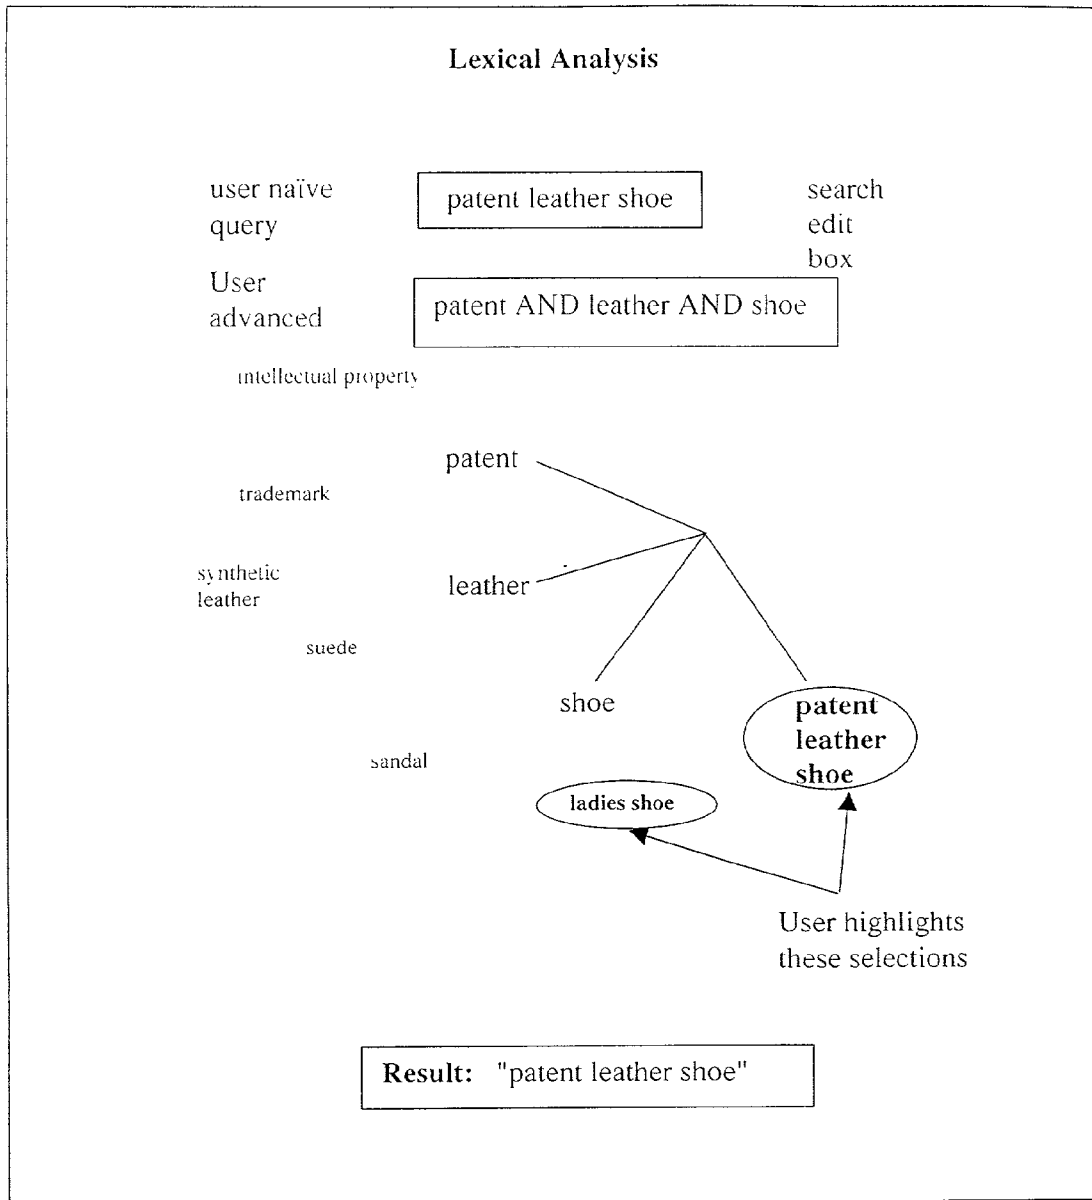 Lexical Analysis
user naïve
query
patent leather shoe
search
edit
box
User
advanced
patent AND leather AND shoe
intellectual property
patent
trademark
synthetic
leather
leather
suede
shoe
patent
leather
shoe
sandal
ladies shoe
User highlights
these selections
Result: "patent leather shoe"